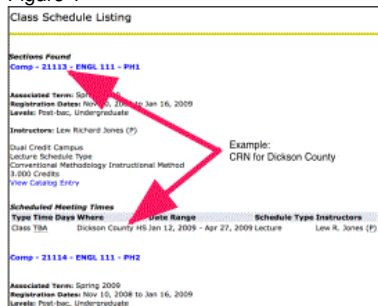 Figure 1
Class Schedule Listing
Sections Found
Comp - 21113 - ENGL 111 - PH1
Associated Term: Spring 2009
Registration Dates: Nov 10, 2008 to Jan 16, 2009
Levels: Post-bac, Undergraduate
Instructors: Lew Richard Jones (P)
Dual Credit Campus
Lecture Schedule Type
Conventional Methodology Instructional Method
3.000 Credits
View Catalog Entry
Example:
CRN for Dickson County
Scheduled Meeting Times
Type Time Days Where Date Range Schedule Type Instructors
Class TBA Dickson County HS Jan 12, 2009 - Apr 27, 2009 Lecture Lew R. Jones (P)
Comp - 21114 - ENGL 111 - PH2
Associated Term: Spring 2009
Registration Dates: Nov 10, 2008 to Jan 16, 2009
Levels: Post-bac, Undergraduate